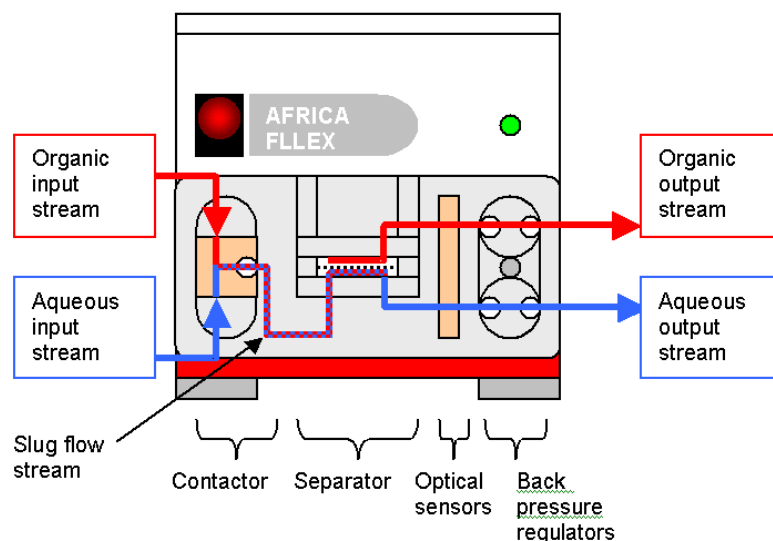 AFRICA
FLLEX
Organic
input
stream
Organic
output
stream
Aqueous
input
stream
Aqueous
output
stream
Slug flow
stream
Contactor
Separator
Optical
sensors
Back
pressure
regulators